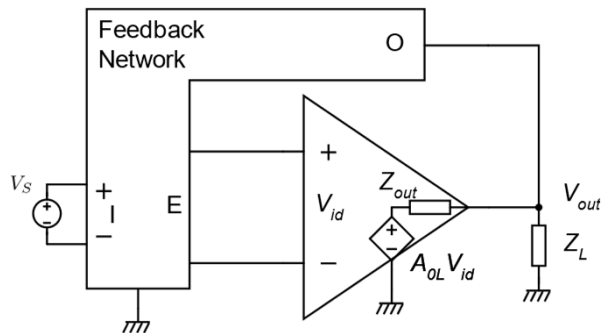 Feedback
Network
O
V_S
+
I
−
E
+
V_id
−
Z_out
+
−
A_0L V_id
V_out
Z_L